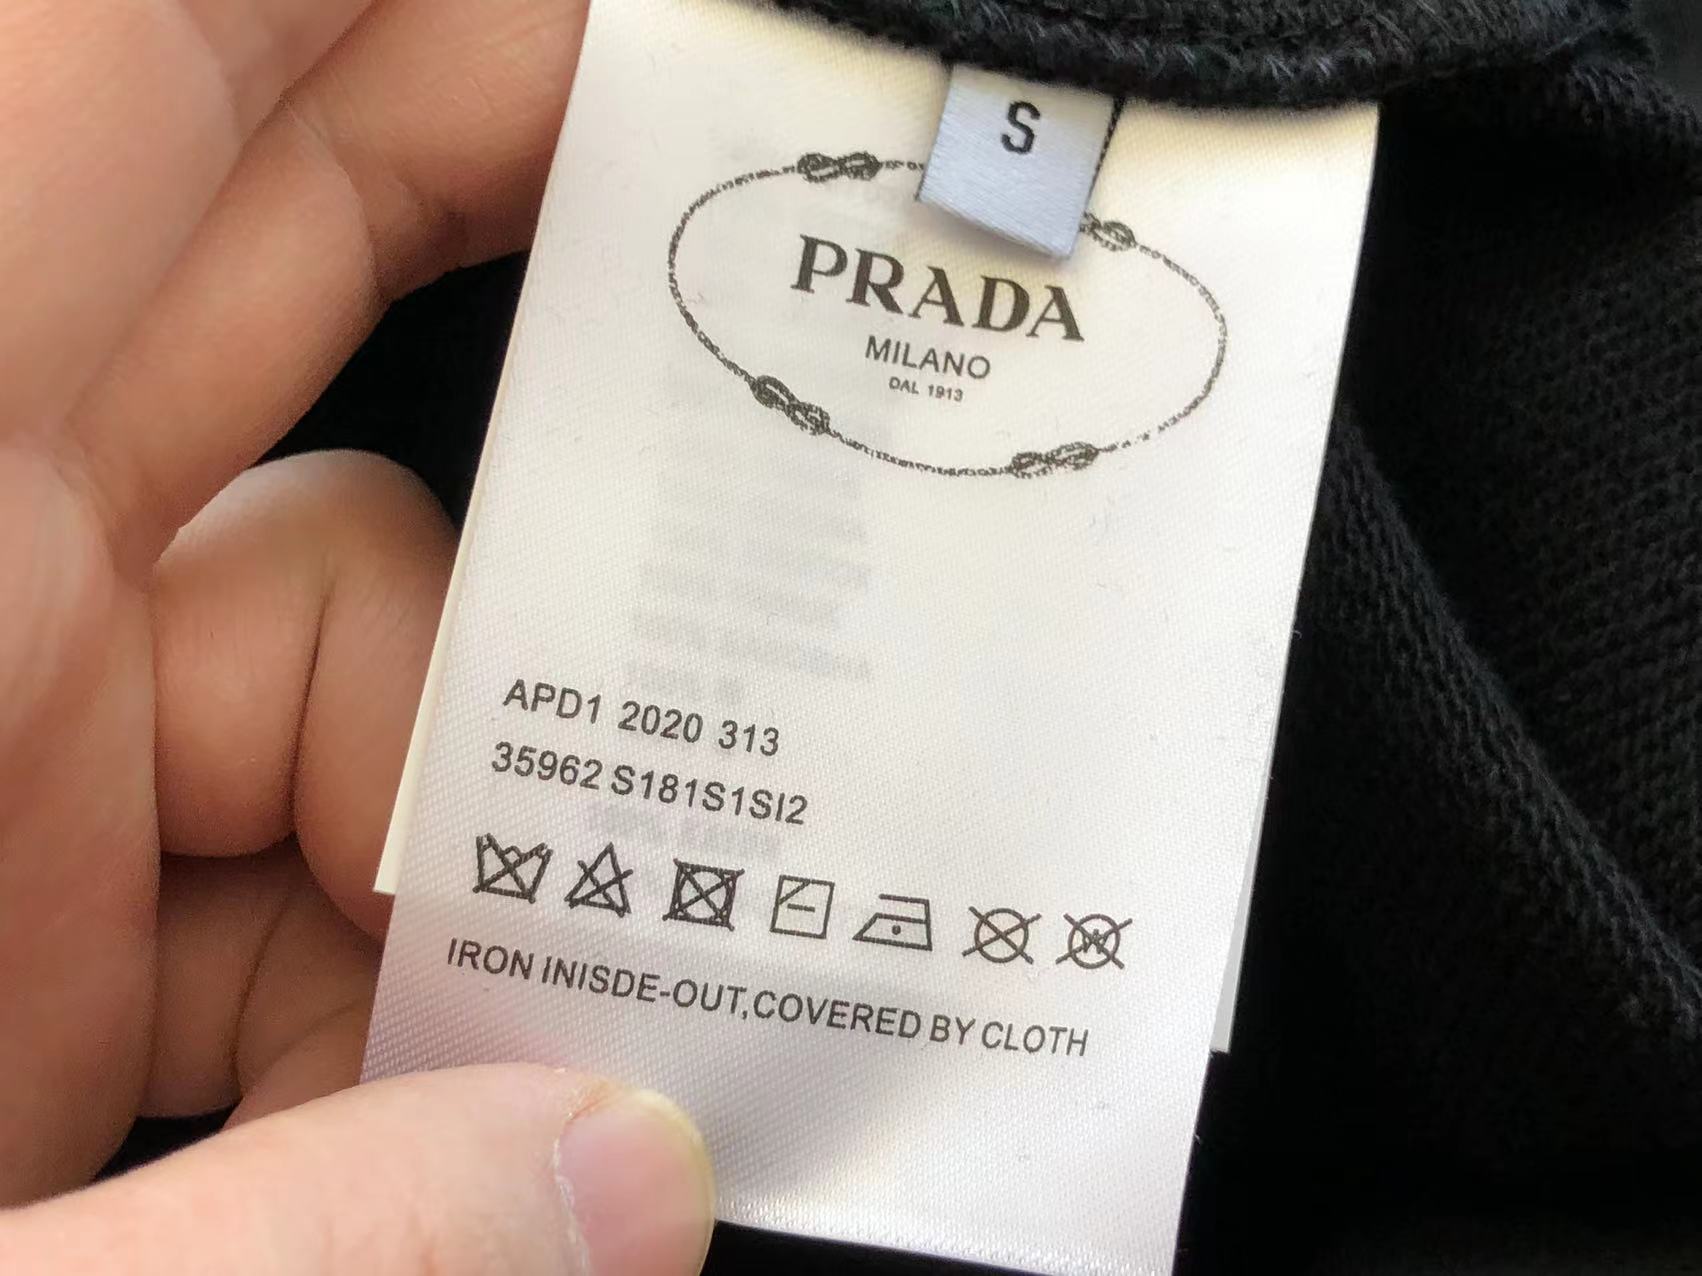 S
PRADA
MILANO
DAL 1913
APD1 2020 313
35962 S181S1SI2
W
IRON INISDE-OUT,COVERED BY CLOTH